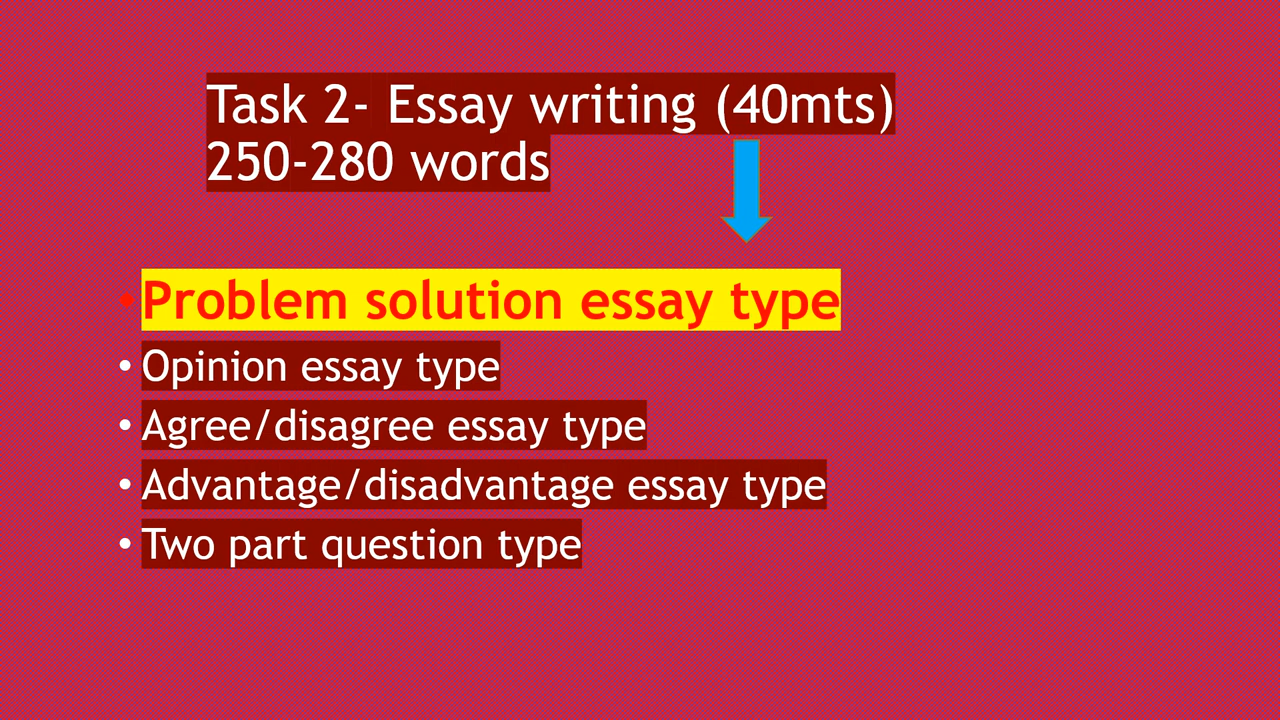 Task 2- Essay writing (40mts)
250-280 words
Problem solution essay type
Opinion essay type
Agree/disagree essay type
Advantage/disadvantage essay type
Two part question type